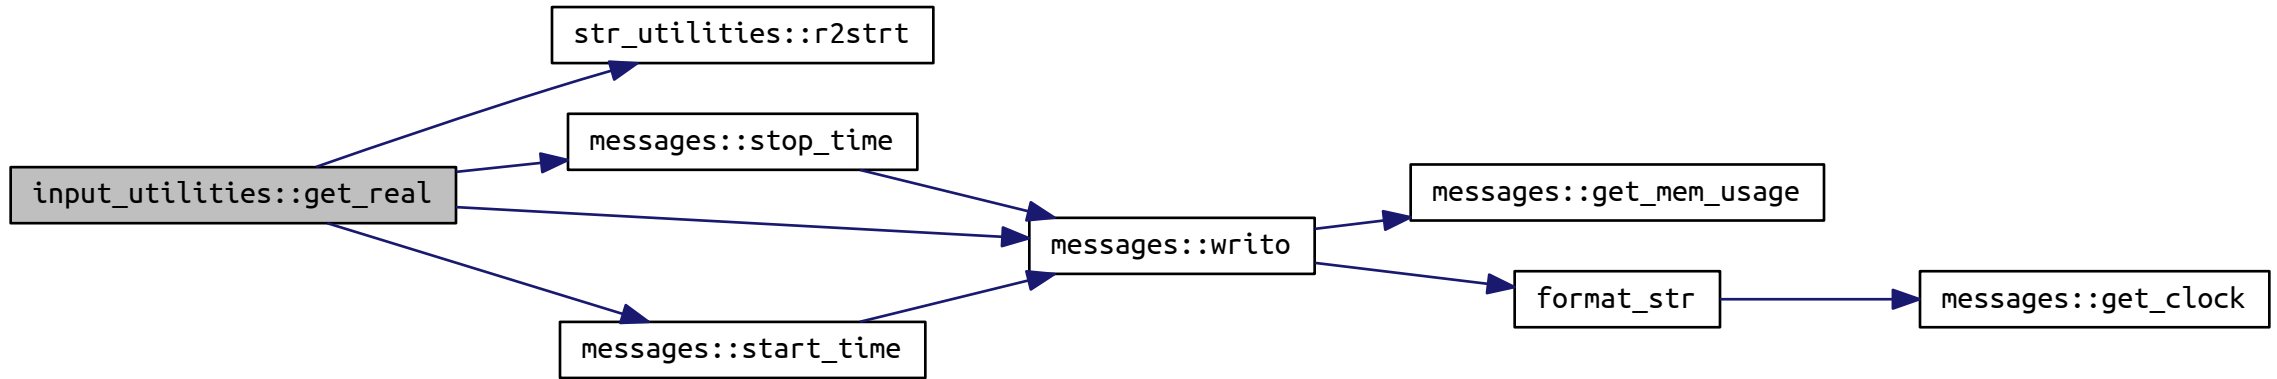 str_utilities::r2strt
messages::stop_time
input_utilities::get_real
messages::get_mem_usage
messages::writo
format_str
messages::get_clock
messages::start_time